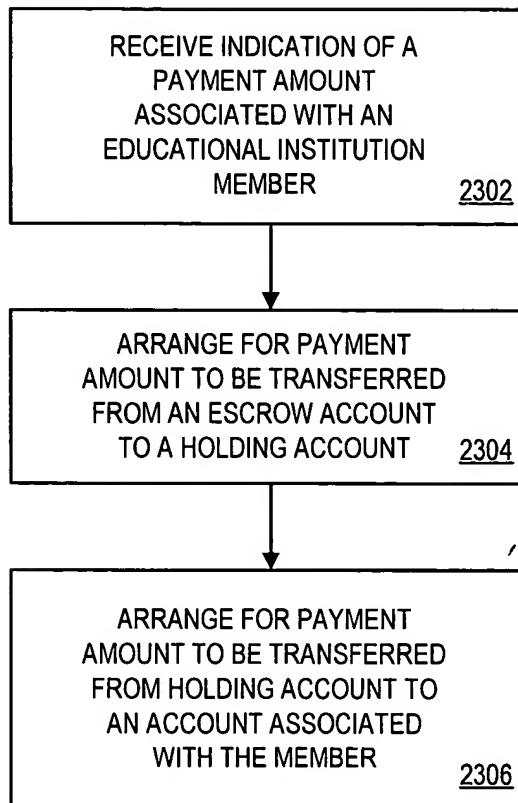 RECEIVE INDICATION OF A
PAYMENT AMOUNT
ASSOCIATED WITH AN
EDUCATIONAL INSTITUTION
MEMBER
2302
ARRANGE FOR PAYMENT
AMOUNT TO BE TRANSFERRED
FROM AN ESCROW ACCOUNT
TO A HOLDING ACCOUNT
2304
ARRANGE FOR PAYMENT
AMOUNT TO BE TRANSFERRED
FROM HOLDING ACCOUNT TO
AN ACCOUNT ASSOCIATED
WITH THE MEMBER
2306